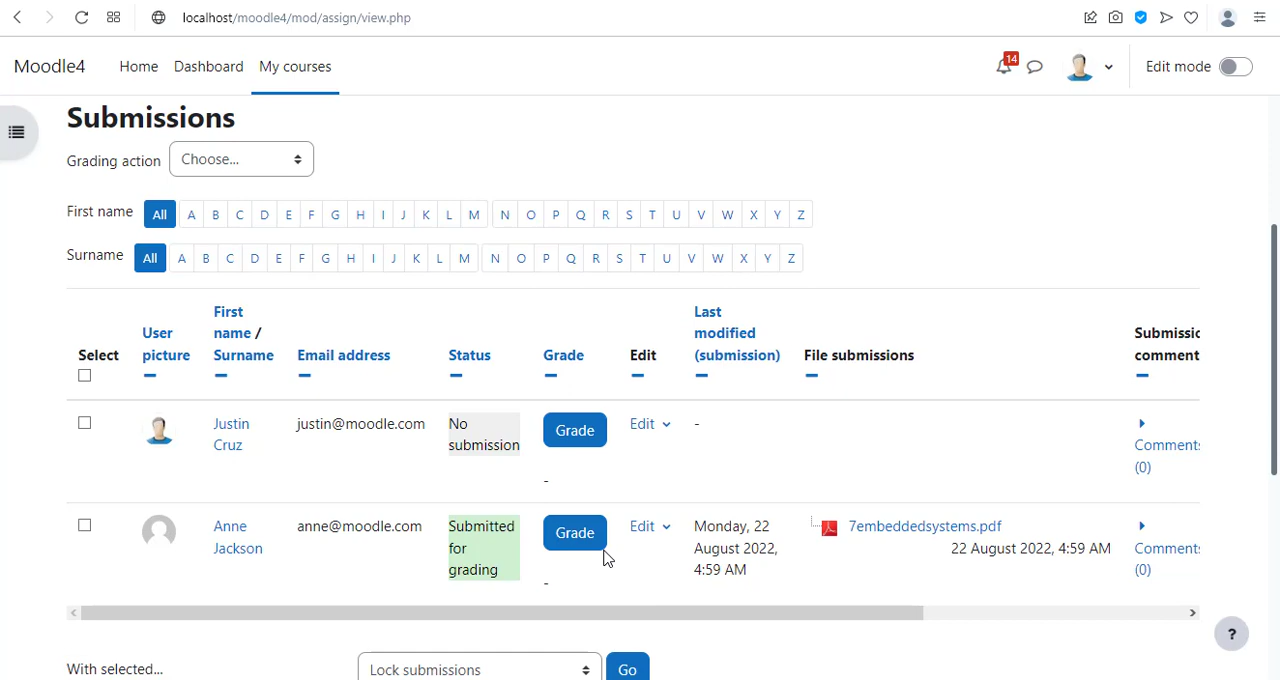 localhost/moodle4/mod/assign/view.php
Moodle4 Home Dashboard My courses 14 Edit mode
Submissions
Grading action Choose...
First name All A B C D E F G H I J K L M N O P Q R S T U V W X Y Z
Surname All A B C D E F G H I J K L M N O P Q R S T U V W X Y Z
Select
User
picture
First
name /
Surname
Email address
Status
Grade
Edit
Last
modified
(submission)
File submissions
Submissic
comment
Justin
Cruz
justin@moodle.com
No
submission
Grade
-
Edit
-
Comments
(0)
Anne
Jackson
anne@moodle.com
Submitted
for
grading
Grade
-
Edit
Monday, 22
August 2022,
4:59 AM
7embeddedsystems.pdf
22 August 2022, 4:59 AM
Comments
(0)
?
With selected... Lock submissions Go